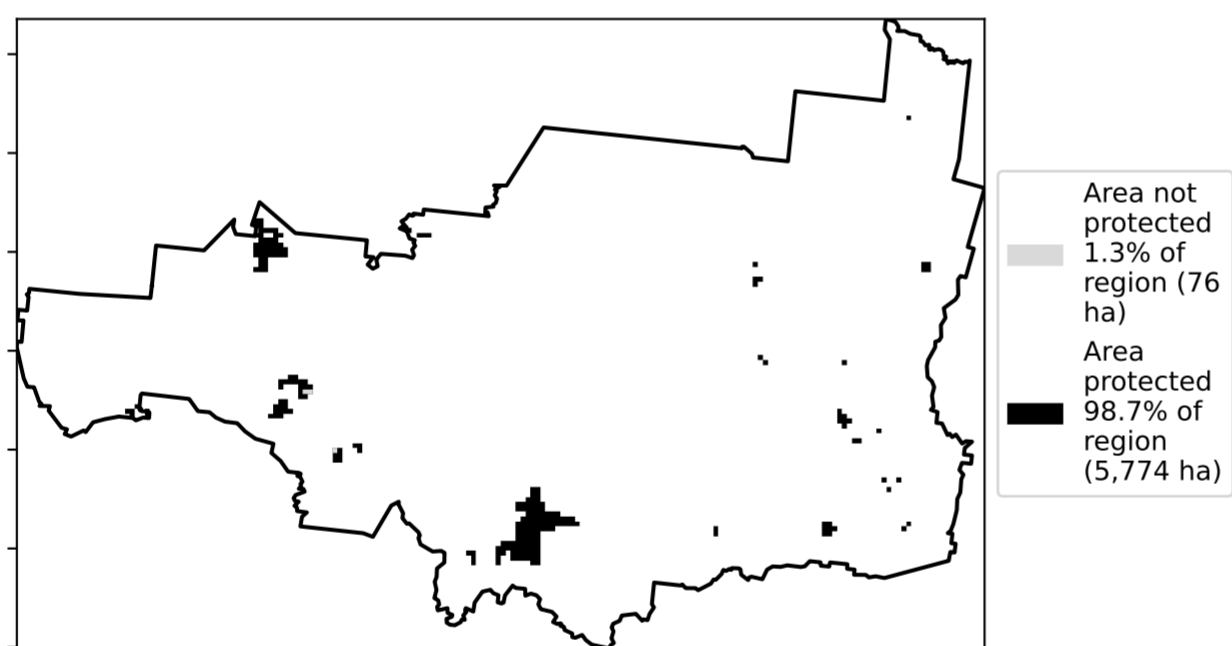 Area not
protected
1.3% of
region (76
ha)
Area
protected
98.7% of
region
(5,774 ha)